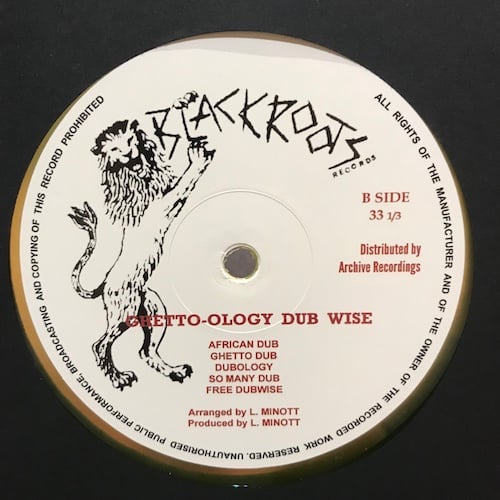 BLACKROOTS
RECORDS
B SIDE
33 1/3
Distributed by
Archive Recordings
GHETTO-OLOGY DUB WISE
AFRICAN DUB
GHETTO DUB
DUBOLOGY
SO MANY DUB
FREE DUBWISE
Arranged by L. MINOTT
Produced by L. MINOTT
ALL RIGHTS OF THE MANUFACTURER AND OF THE OWNER OF THE RECORDED WORK RESERVED. UNAUTHORISED PUBLIC PERFORMANCE, BROADCASTING AND COPYING OF THIS RECORD PROHIBITED